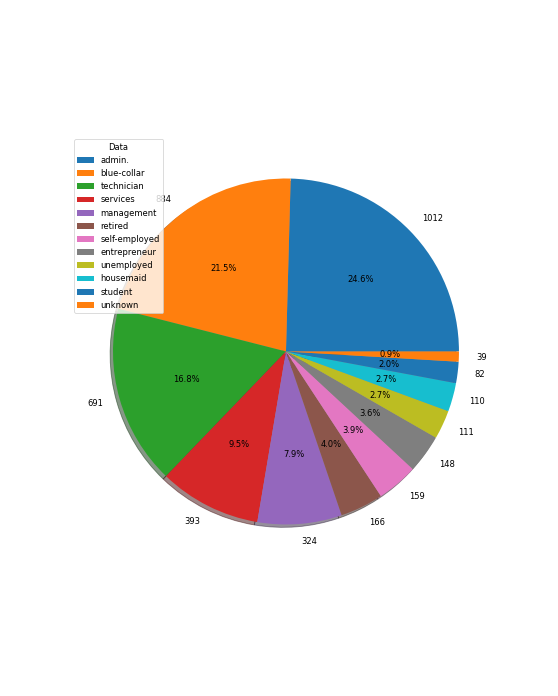 Data
admin.
blue-collar
technician
services
management
retired
self-employed
entrepreneur
unemployed
housemaid
student
unknown
884
1012
21.5%
24.6%
0.9%
39
2.0%
82
2.7%
110
2.7%
111
3.6%
148
3.9%
159
4.0%
166
7.9%
324
9.5%
393
16.8%
691